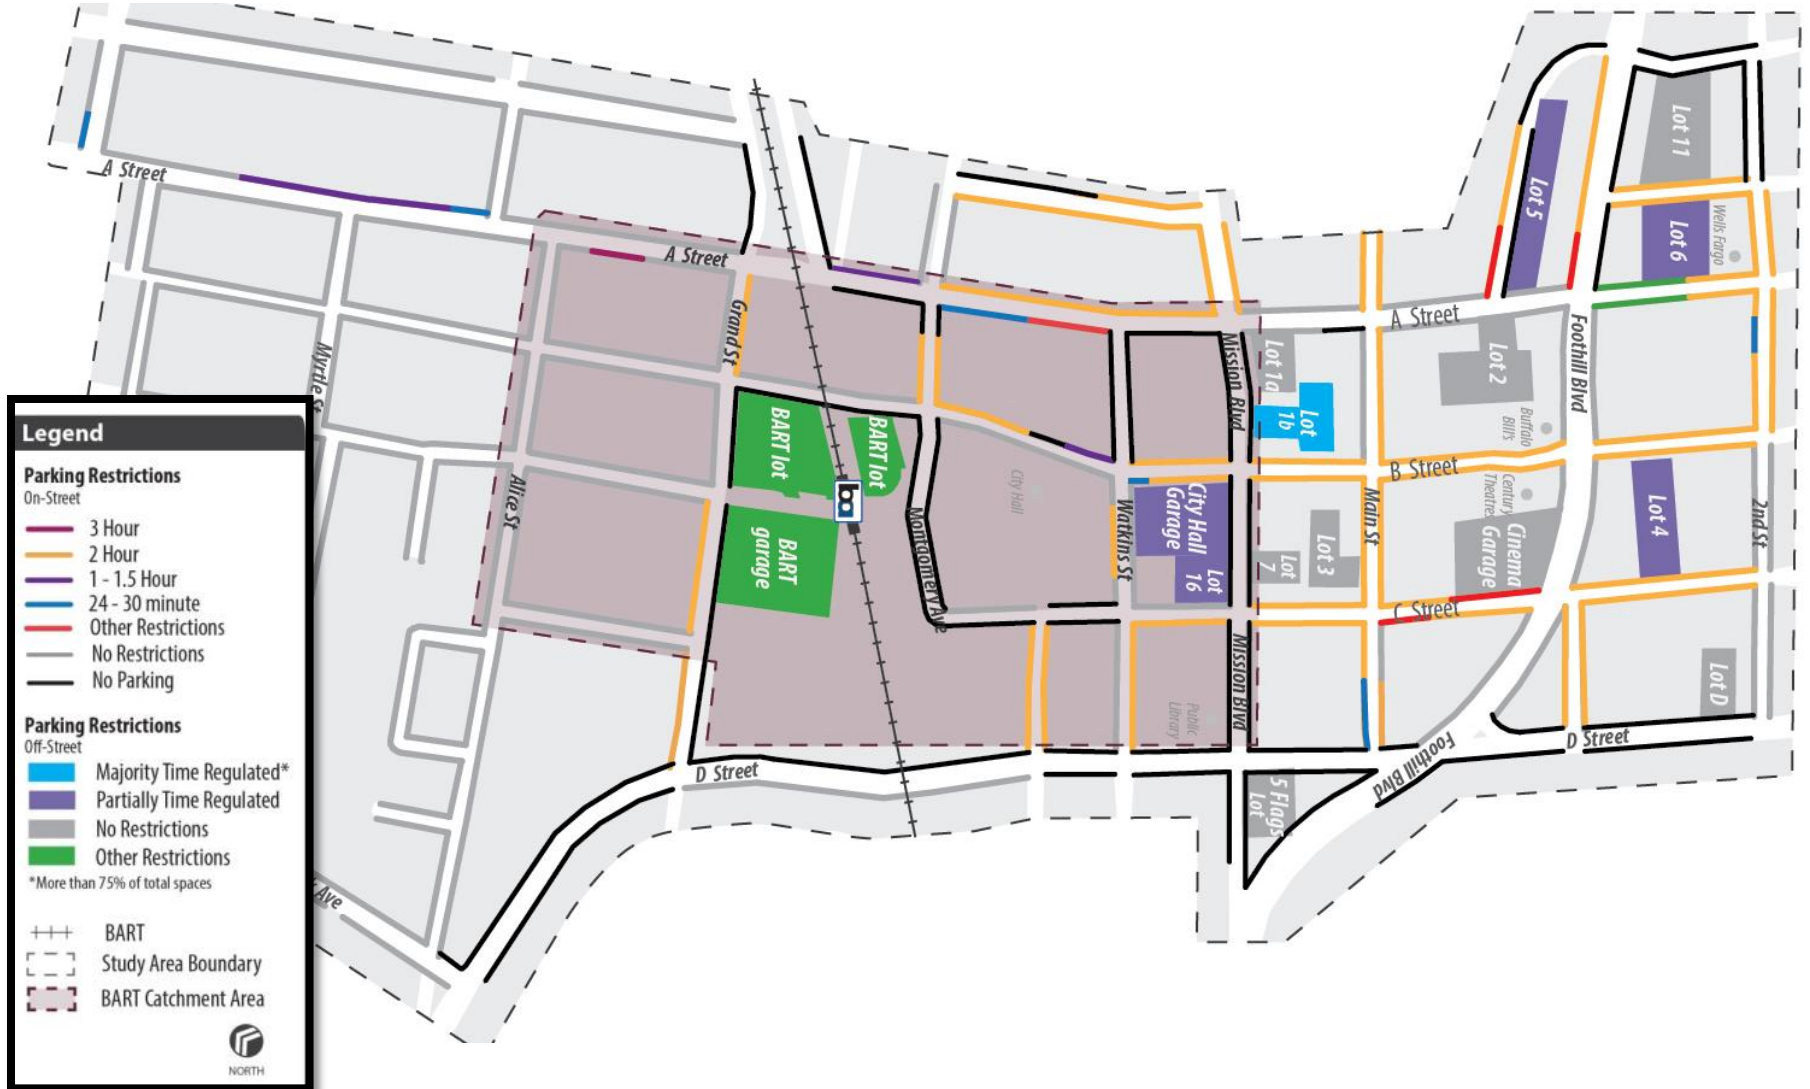 A Street
A Street
Grand St
Myrtle St
Alice St
BART lot
BART lot
ba
BART
garage
Montgomery Ave
City Hall
Watkins St
City Hall
Garage
Lot
16
Public
Library
Mission Blvd
Mission Blvd
Lot 1a
Lot
1b
Lot
7
Lot 3
Main St
A Street
B Street
C Street
D Street
D Street
Lot 2
Buffalo
Bill's
Century
Theatres
Cinema
Garage
Foothill Blvd
Foothill Blvd
5 Flags
Lot
Lot 5
Lot 11
Lot 6
Wells Fargo
Lot 4
2nd St
Lot D
Ave
Legend
Parking Restrictions
On-Street
3 Hour
2 Hour
1 - 1.5 Hour
24 - 30 minute
Other Restrictions
No Restrictions
No Parking
Parking Restrictions
Off-Street
Majority Time Regulated*
Partially Time Regulated
No Restrictions
Other Restrictions
*More than 75% of total spaces
BART
Study Area Boundary
BART Catchment Area
NORTH